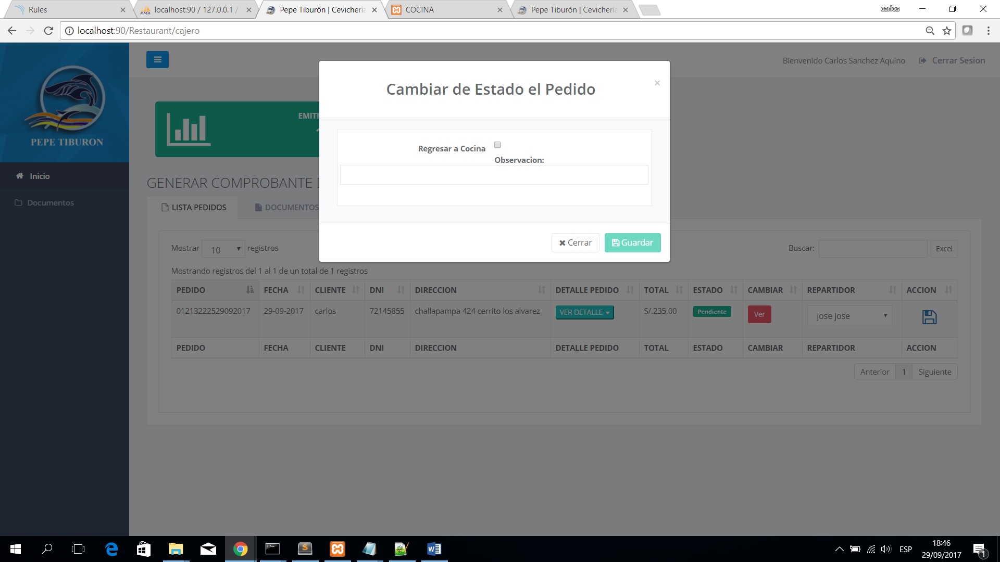 Rules
localhost:90 / 127.0.0.1 /
Pepe Tiburón | Cevicheria
COCINA
Pepe Tiburón | Cevicheria
carlos
localhost:90/Restaurant/cajero
PEPE TIBURON
Inicio
Documentos
Bienvenido Carlos Sanchez Aquino
Cerrar Sesion
EMITI
GENERAR COMPROBANTE D
LISTA PEDIDOS
DOCUMENTOS
Cambiar de Estado el Pedido
×
Regresar a Cocina
Observacion:
Cerrar
Guardar
Mostrar 10 registros
Buscar:
Excel
Mostrando registros del 1 al 1 de un total de 1 registros
PEDIDO FECHA CLIENTE DNI DIRECCION DETALLE PEDIDO TOTAL ESTADO CAMBIAR REPARTIDOR ACCION
01213222529092017 29-09-2017 carlos 72145855 challapampa 424 cerrito los alvarez VER DETALLE S/.235.00 Pendiente Ver jose jose
PEDIDO FECHA CLIENTE DNI DIRECCION DETALLE PEDIDO TOTAL ESTADO CAMBIAR REPARTIDOR ACCION
Anterior 1 Siguiente
ESP
18:46
29/09/2017
1